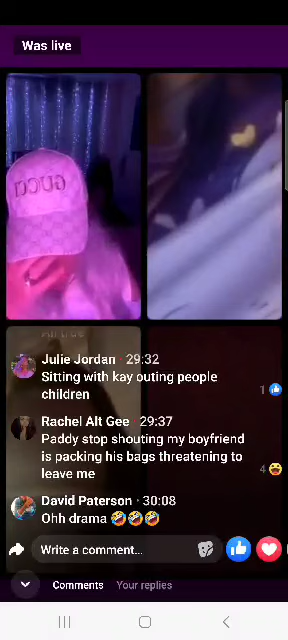 Was live
GUCCI
Julie Jordan · 29:32
Sitting with kay outing people
children
1
Rachel Alt Gee · 29:37
Paddy stop shouting my boyfriend
is packing his bags threatening to
leave me
4
David Paterson · 30:08
Ohh drama 🤣🤣🤣
Write a comment...
Comments Your replies